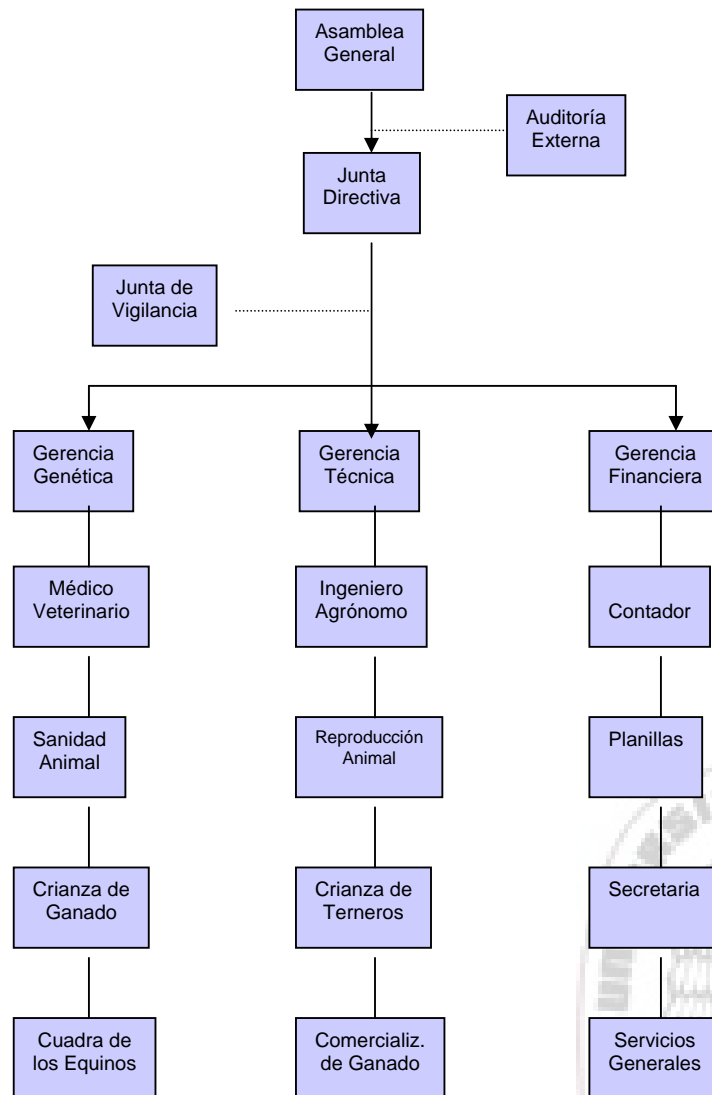 Asamblea
General
Auditoría
Externa
Junta
Directiva
Junta de
Vigilancia
Gerencia
Genética
Gerencia
Técnica
Gerencia
Financiera
Médico
Veterinario
Ingeniero
Agrónomo
Contador
Sanidad
Animal
Reproducción
Animal
Planillas
Crianza de
Ganado
Crianza de
Terneros
Secretaria
Cuadra de
los Equinos
Comercializ.
de Ganado
Servicios
Generales